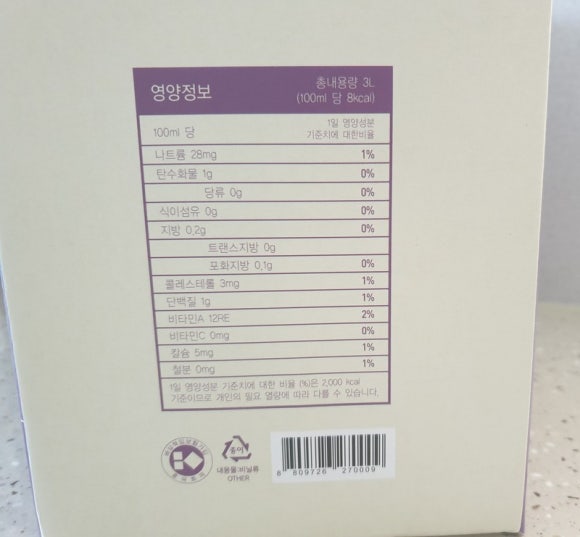 영양정보
총내용량 3L
(100ml 당 8kcal)
100ml 당
1일 영양성분
기준치에 대한비율
나트륨 28mg 1%
탄수화물 1g 0%
당류 0g 0%
식이섬유 0g 0%
지방 0.2g 0%
트랜스지방 0g
포화지방 0.1g 0%
콜레스테롤 3mg 1%
단백질 1g 1%
비타민A 12RE 2%
비타민C 0mg 0%
칼슘 5mg 1%
철분 0mg 1%
1일 영양성분 기준치에 대한 비율 (%)은 2,000 kcal
기준이므로 개인의 필요 열량에 따라 다를 수 있습니다.
종이
내용물:비닐류
OTHER
8 809726 270009